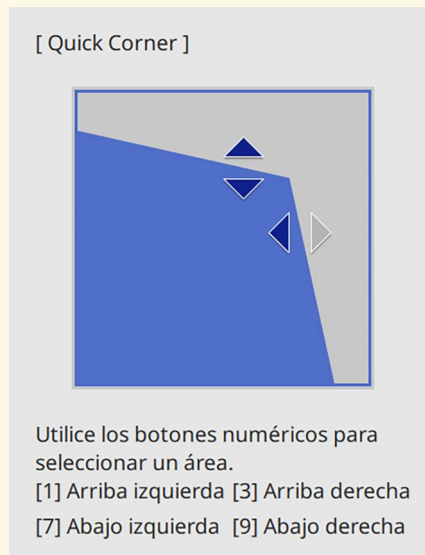 [ Quick Corner ]
Utilice los botones numéricos para
seleccionar un área.
[1] Arriba izquierda [3] Arriba derecha
[7] Abajo izquierda [9] Abajo derecha